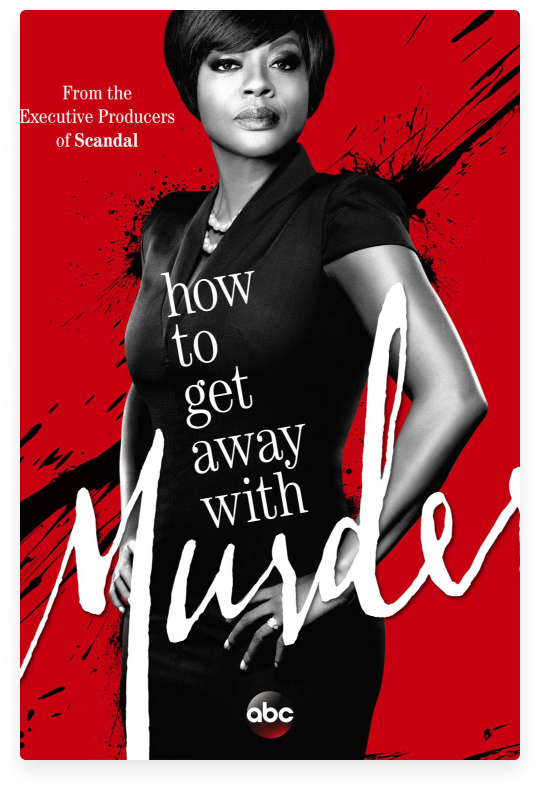 From the
Executive Producers
of Scandal
how
to
get
away
with
Murder
abc